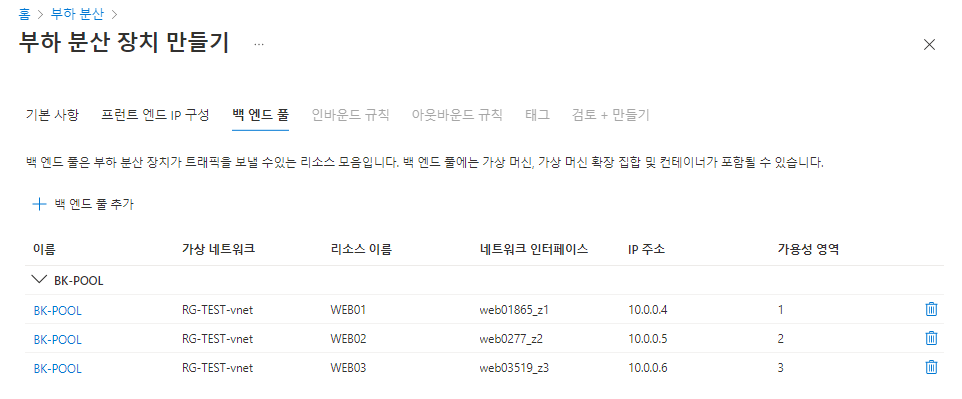 홈 > 부하 분산 >
부하 분산 장치 만들기 ...
기본 사항 프런트 엔드 IP 구성 백 엔드 풀 인바운드 규칙 아웃바운드 규칙 태그 검토 + 만들기
백 엔드 풀은 부하 분산 장치가 트래픽을 보낼 수있는 리소스 모음입니다. 백 엔드 풀에는 가상 머신, 가상 머신 확장 집합 및 컨테이너가 포함될 수 있습니다.
+ 백 엔드 풀 추가
이름 가상 네트워크 리소스 이름 네트워크 인터페이스 IP 주소 가용성 영역
BK-POOL
BK-POOL RG-TEST-vnet WEB01 web01865_z1 10.0.0.4 1
BK-POOL RG-TEST-vnet WEB02 web0277_z2 10.0.0.5 2
BK-POOL RG-TEST-vnet WEB03 web03519_z3 10.0.0.6 3